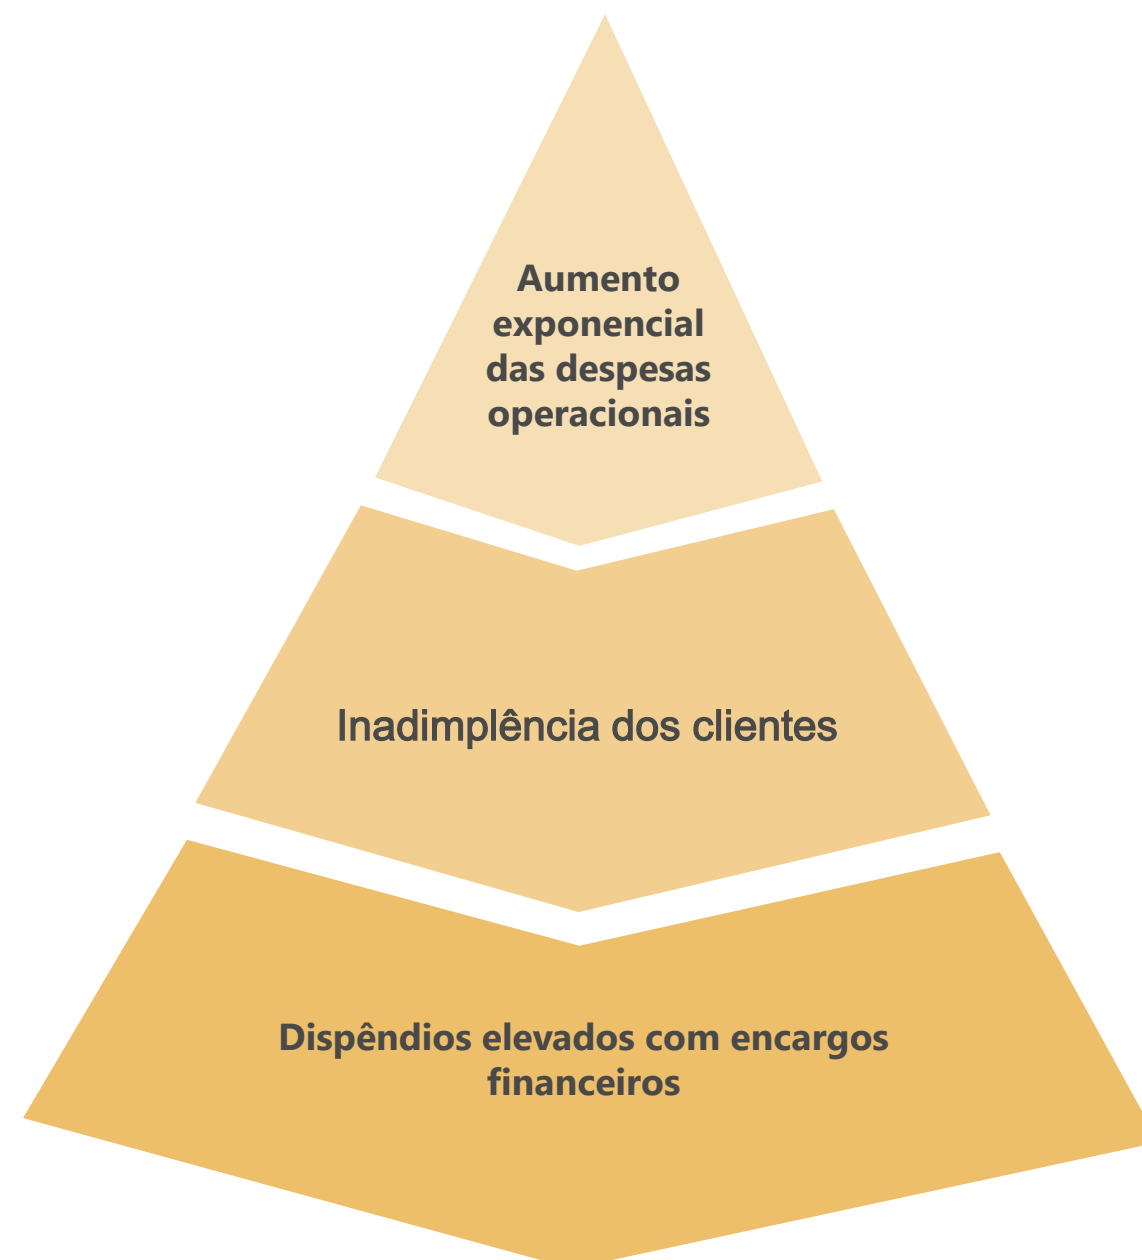 Aumento
exponencial
das despesas
operacionais
Inadimplência dos clientes
Dispêndios elevados com encargos
financeiros